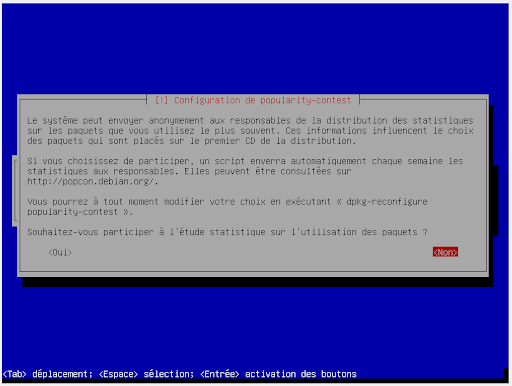 [!] Configuration de popularity-contest
Le système peut envoyer anonymement aux responsables de la distribution des statistiques
sur les paquets que vous utilisez le plus souvent. Ces informations influencent le choix
des paquets qui sont placés sur le premier CD de la distribution.
Si vous choisissez de participer, un script enverra automatiquement chaque semaine les
statistiques aux responsables. Elles peuvent être consultées sur
http://popcon.debian.org/.
Vous pourrez à tout moment modifier votre choix en exécutant « dpkg-reconfigure
popularity-contest ».
Souhaitez-vous participer à l'étude statistique sur l'utilisation des paquets ?
<Oui> <Non>
<Tab> déplacement; <Espace> sélection; <Entrée> activation des boutons